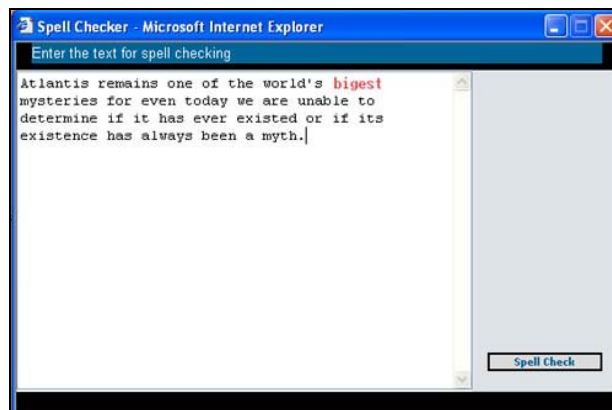 Spell Checker - Microsoft Internet Explorer
Enter the text for spell checking
Atlantis remains one of the world's bigest
mysteries for even today we are unable to
determine if it has ever existed or if its
existence has always been a myth.
Spell Check